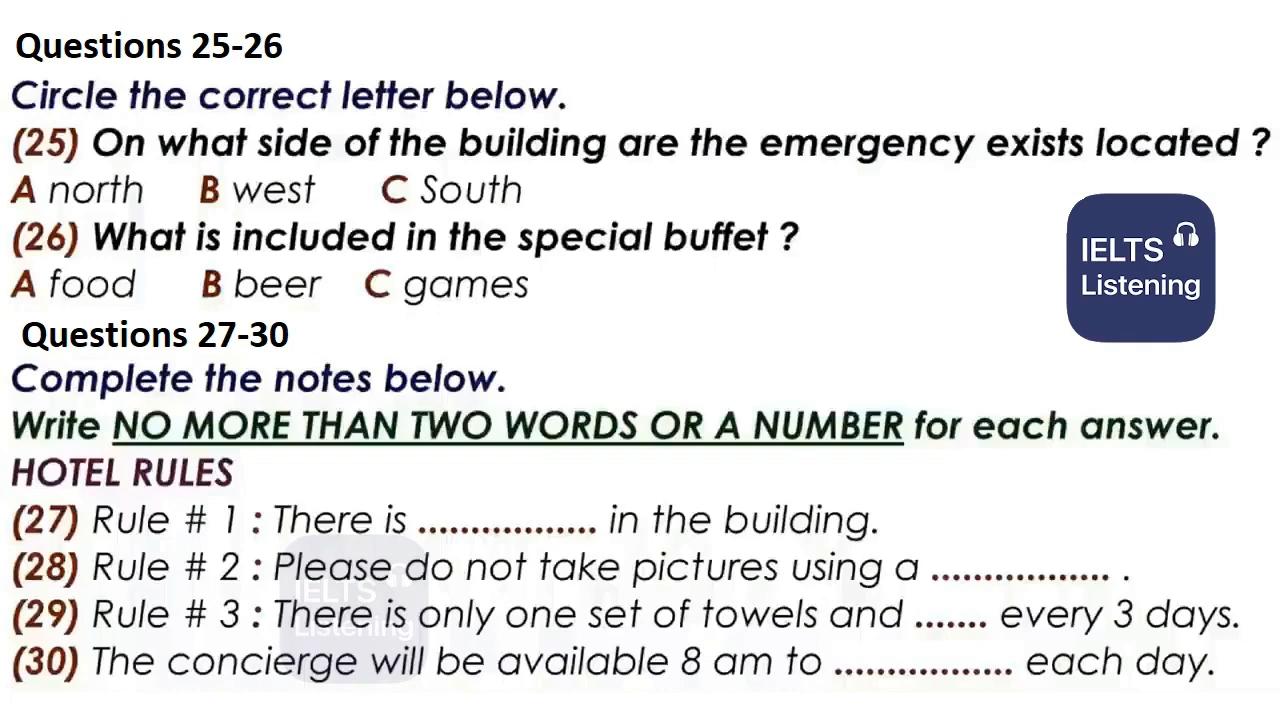 Questions 25-26
Circle the correct letter below.
(25) On what side of the building are the emergency exists located ?
A north B west C South
(26) What is included in the special buffet ?
A food B beer C games
IELTS
Listening
Questions 27-30
Complete the notes below.
Write NO MORE THAN TWO WORDS OR A NUMBER for each answer.
HOTEL RULES
(27) Rule # 1 : There is ................. in the building.
(28) Rule # 2 : Please do not take pictures using a ................. .
IELTS
Listening
(29) Rule # 3 : There is only one set of towels and ....... every 3 days.
(30) The concierge will be available 8 am to ................. each day.